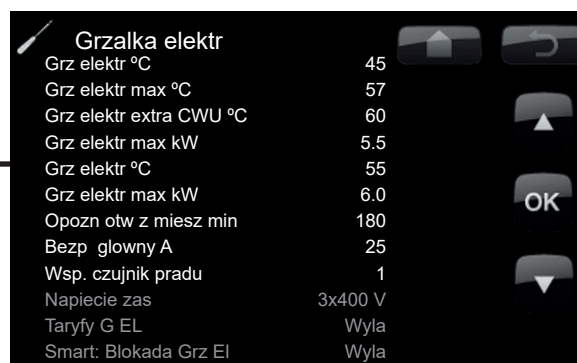 Grzalka elektr
Grz elektr ºC 45
Grz elektr max ºC 57
Grz elektr extra CWU ºC 60
Grz elektr max kW 5.5
Grz elektr ºC 55
Grz elektr max kW 6.0
Opozn otw z miesz min 180
Bezp glowny A 25
Wsp. czujnik pradu 1
Napiecie zas 3x400 V
Taryfy G EL Wyla
Smart: Blokada Grz El Wyla
OK